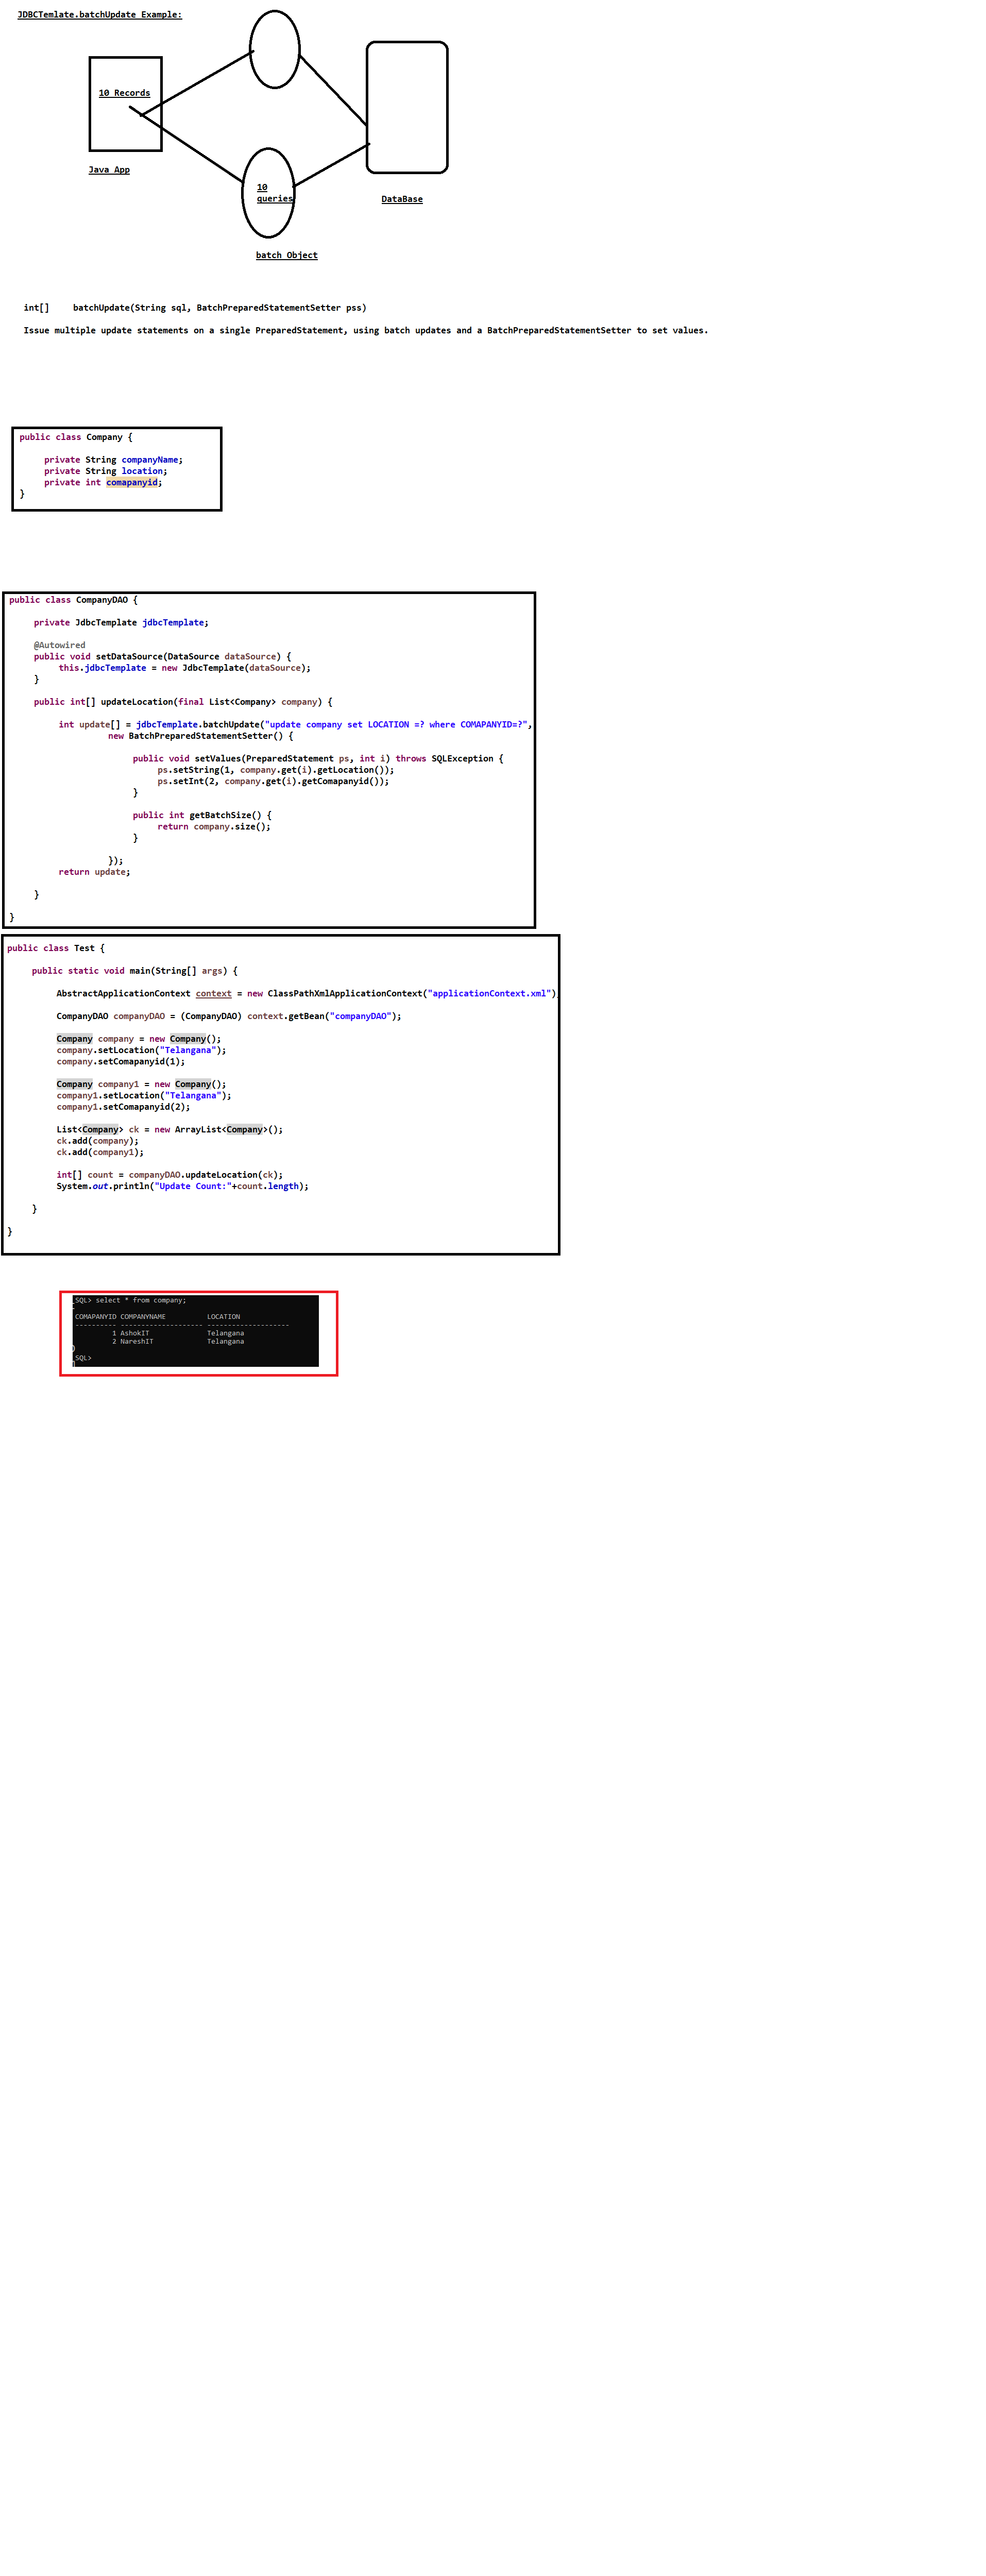 JDBCTemlate.batchUpdate Example:
10 Records
Java App
10
queries
DataBase
batch Object
int[] batchUpdate(String sql, BatchPreparedStatementSetter pss)
Issue multiple update statements on a single PreparedStatement, using batch updates and a BatchPreparedStatementSetter to set values.
public class Company {
private String companyName;
private String location;
private int comapanyid;
}
public class CompanyDAO {
private JdbcTemplate jdbcTemplate;
@Autowired
public void setDataSource(DataSource dataSource) {
this.jdbcTemplate = new JdbcTemplate(dataSource);
}
public int[] updateLocation(final List<Company> company) {
int update[] = jdbcTemplate.batchUpdate("update company set LOCATION =? where COMAPANYID=?",
new BatchPreparedStatementSetter() {
public void setValues(PreparedStatement ps, int i) throws SQLException {
ps.setString(1, company.get(i).getLocation());
ps.setInt(2, company.get(i).getComapanyid());
}
public int getBatchSize() {
return company.size();
}
});
return update;
}
}
public class Test {
public static void main(String[] args) {
AbstractApplicationContext context = new ClassPathXmlApplicationContext("applicationContext.xml");
CompanyDAO companyDAO = (CompanyDAO) context.getBean("companyDAO");
Company company = new Company();
company.setLocation("Telangana");
company.setComapanyid(1);
Company company1 = new Company();
company1.setLocation("Telangana");
company1.setComapanyid(2);
List<Company> ck = new ArrayList<Company>();
ck.add(company);
ck.add(company1);
int[] count = companyDAO.updateLocation(ck);
System.out.println("Update Count:"+count.length);
}
}
SQL> select * from company;
COMAPANYID COMPANYNAME LOCATION
---------- -------------------- --------------------
1 AshokIT Telangana
2 NareshIT Telangana
SQL>